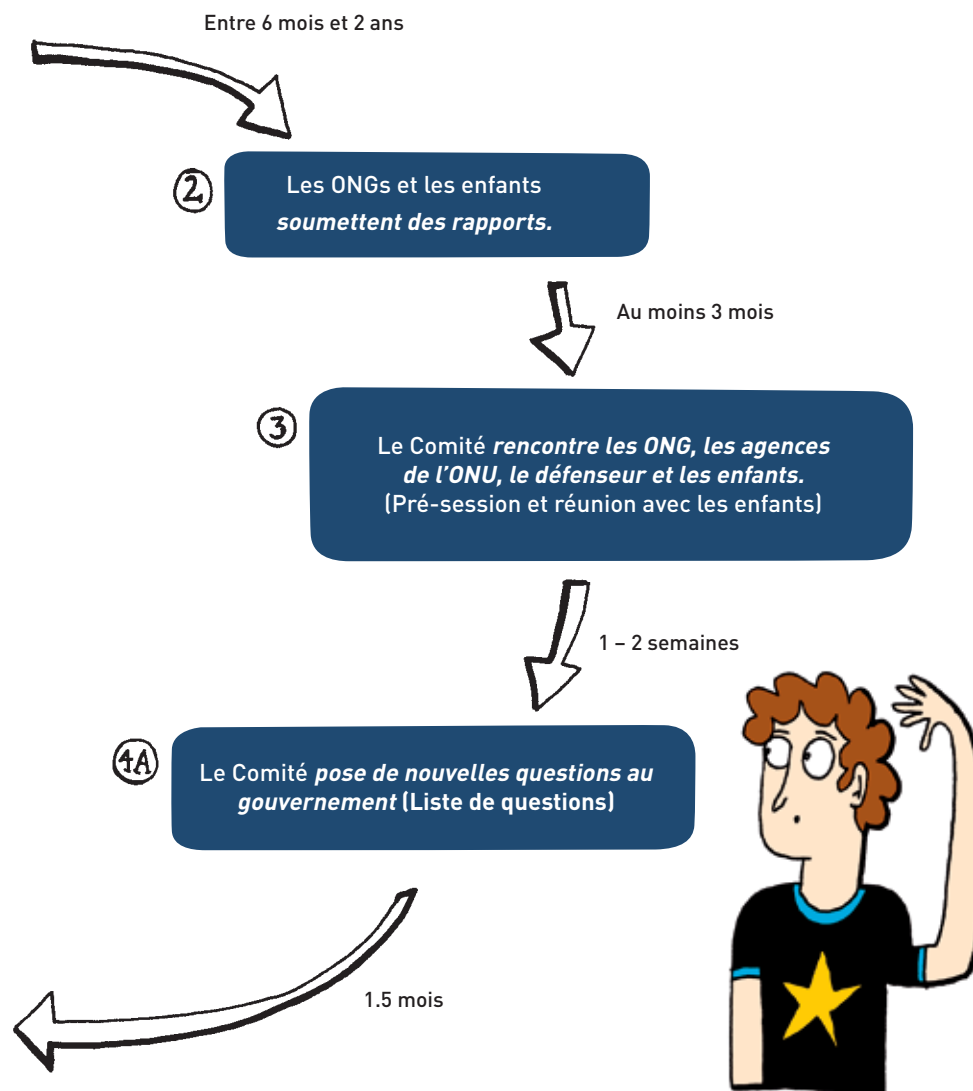 Entre 6 mois et 2 ans
2
Les ONGs et les enfants
soumettent des rapports.
Au moins 3 mois
3
Le Comité rencontre les ONG, les agences
de l’ONU, le défenseur et les enfants.
(Pré-session et réunion avec les enfants)
1 – 2 semaines
4A
Le Comité pose de nouvelles questions au
gouvernement (Liste de questions)
1.5 mois